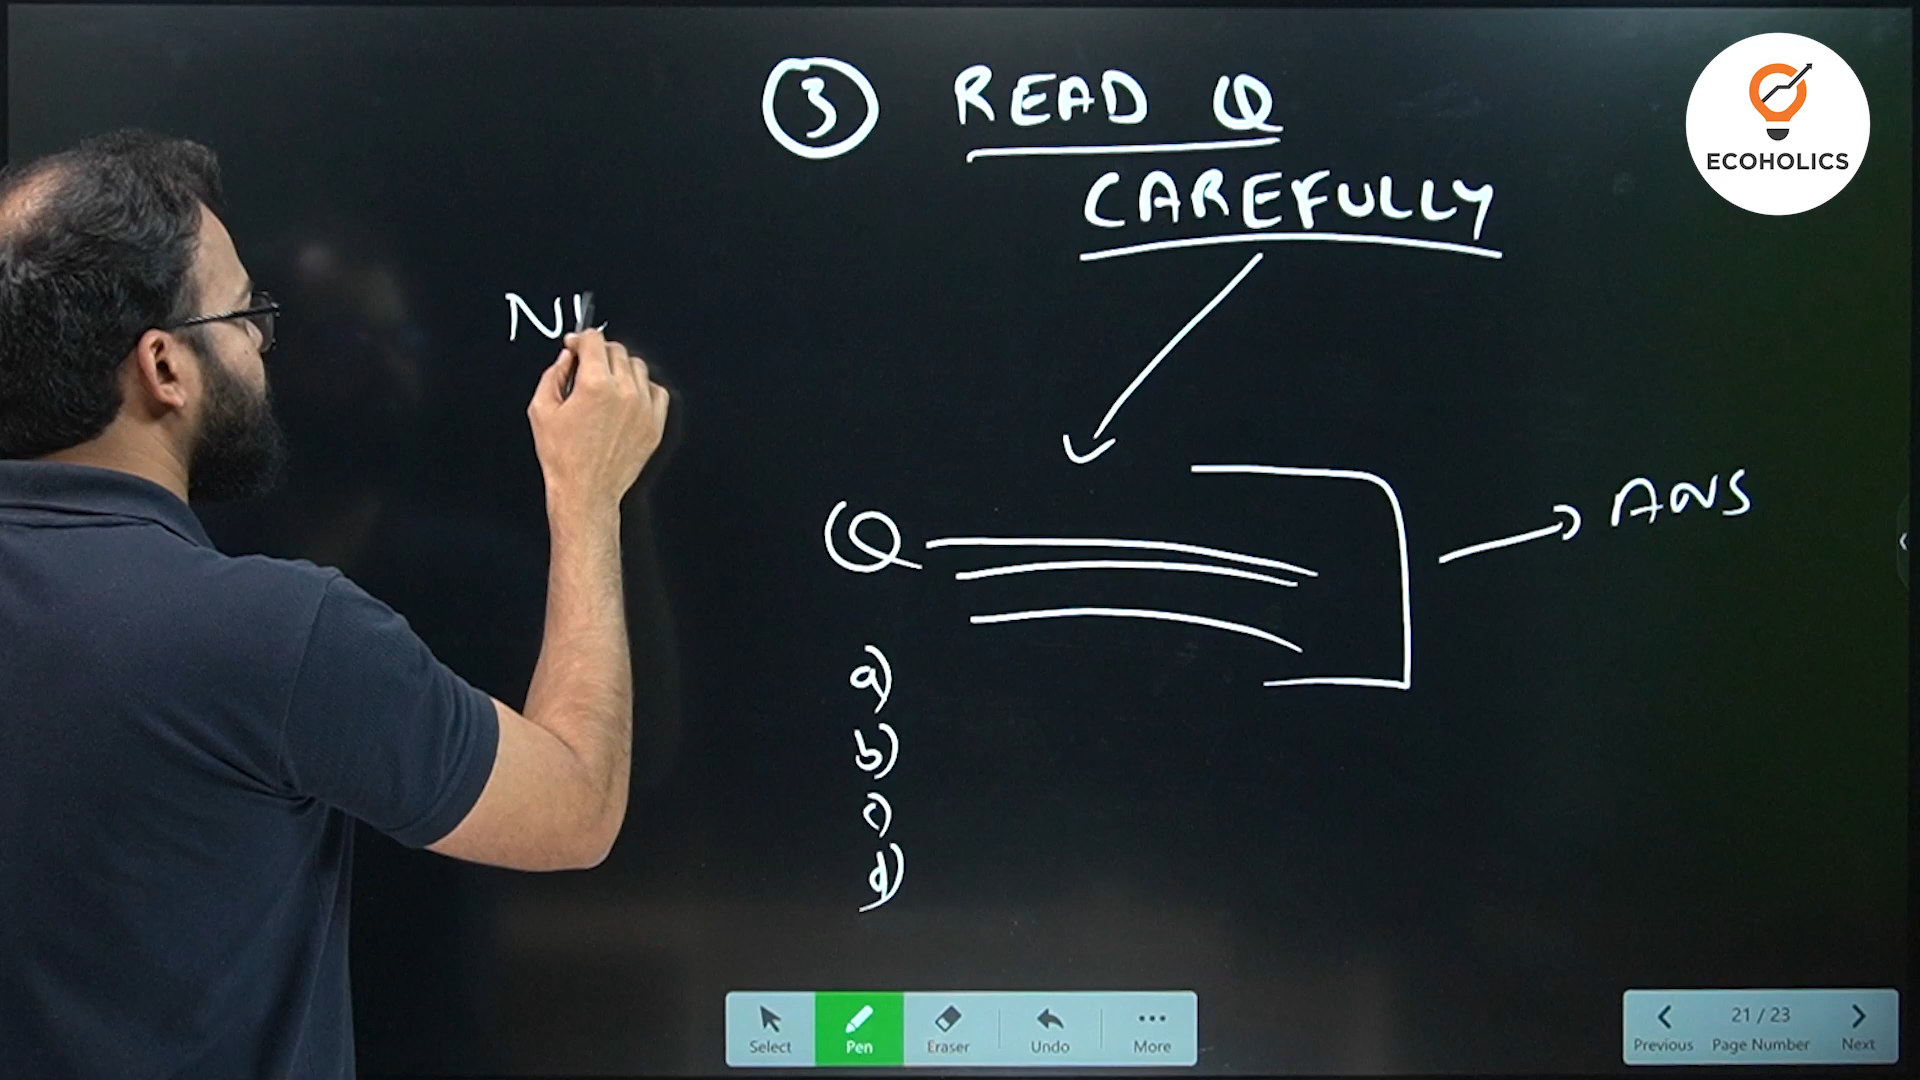 3 READ Q
CAREFULLY
ECOHOLICS
Q
ANS
a)
b)
c)
d)
Select
Pen
Eraser
Undo
More
Previous
21 / 23
Page Number
Next